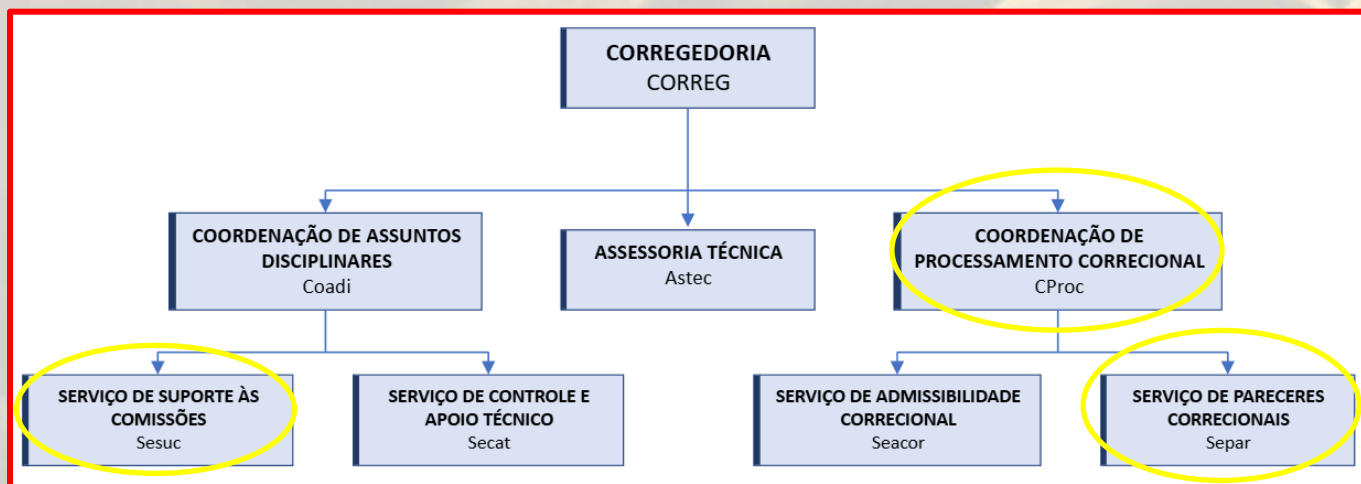 CORREGEDORIA
CORREG
COORDENAÇÃO DE ASSUNTOS
DISCIPLINARES
Coadi
ASSESSORIA TÉCNICA
Astec
COORDENAÇÃO DE
PROCESSAMENTO CORRECIONAL
CProc
SERVIÇO DE SUPORTE ÀS
COMISSÕES
Sesuc
SERVIÇO DE CONTROLE E
APOIO TÉCNICO
Secat
SERVIÇO DE ADMISSIBILIDADE
CORRECIONAL
Seacor
SERVIÇO DE PARECERES
CORRECIONAIS
Separ